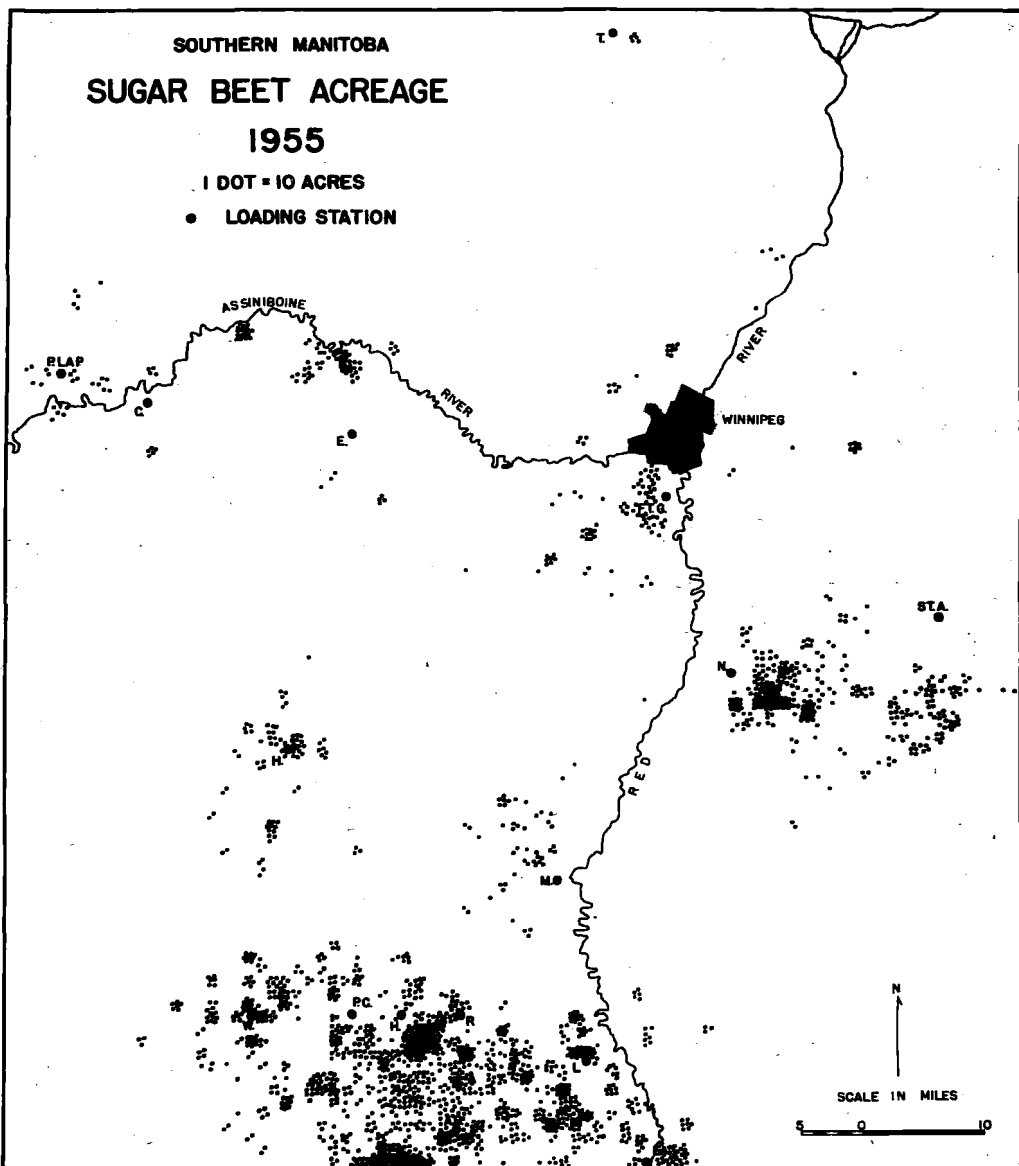 SOUTHERN MANITOBA
SUGAR BEET ACREAGE
1955
1 DOT = 10 ACRES
● LOADING STATION
T.
ASSINIBOINE
RIVER
RIVER
P.LAP.
C.
E.
WINNIPEG
F.T.G.
ST.A.
N.
H.
RED
M.
P.C.
H.
R.
L.
N
SCALE IN MILES
5 0 10